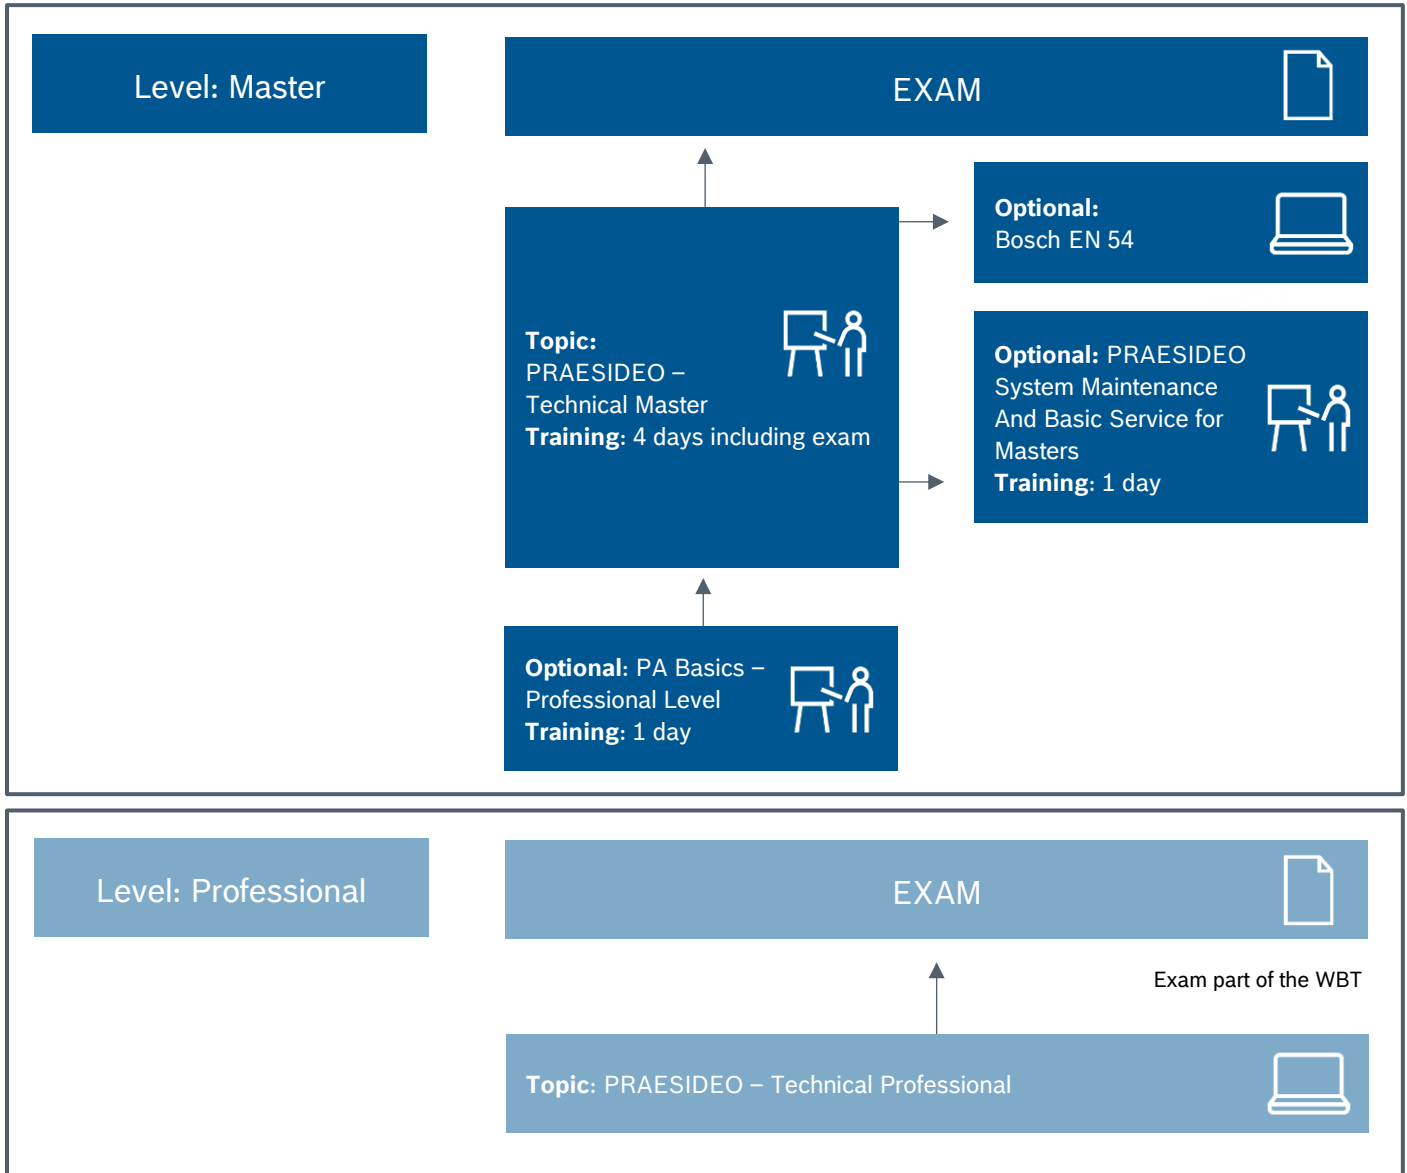 Level: Master
EXAM
Optional:
Bosch EN 54
Topic:
PRAESIDEO –
Technical Master
Training: 4 days including exam
Optional: PRAESIDEO
System Maintenance
And Basic Service for
Masters
Training: 1 day
Optional: PA Basics –
Professional Level
Training: 1 day
Level: Professional
EXAM
Exam part of the WBT
Topic: PRAESIDEO – Technical Professional